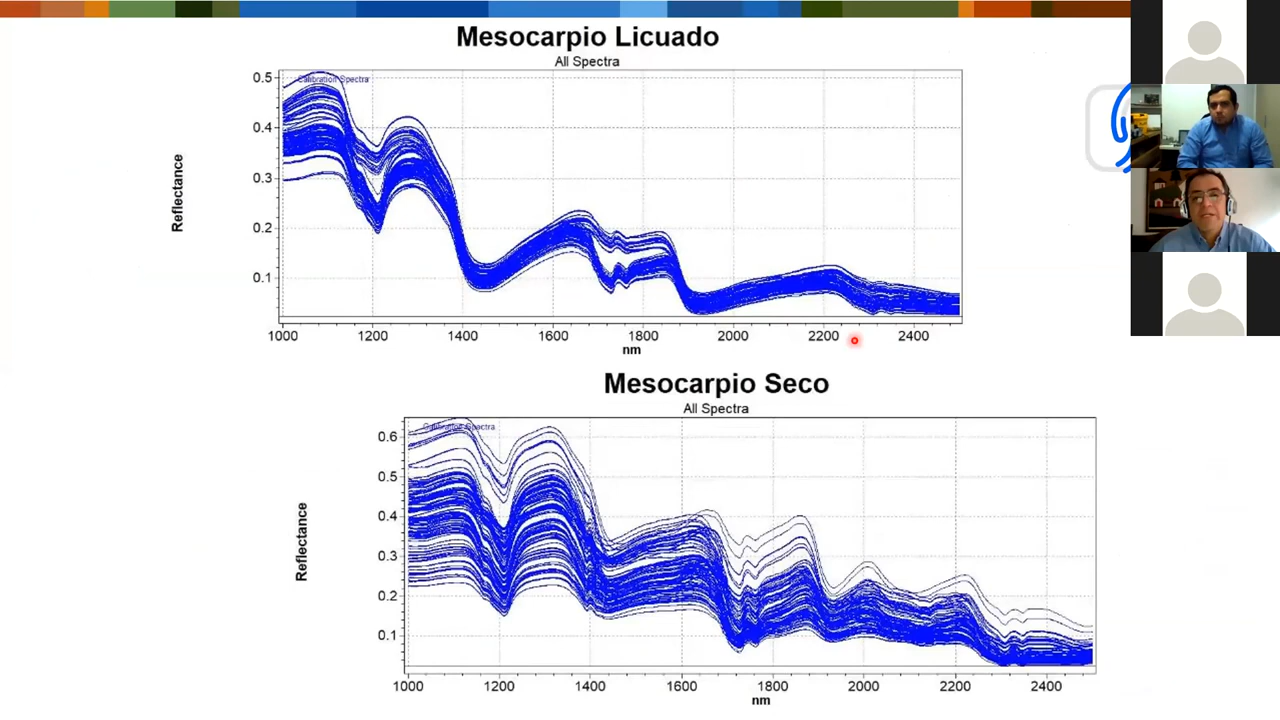 Mesocarpio Licuado
All Spectra
Calibration Spectra
0.5
0.4
0.3
0.2
0.1
Reflectance
1000 1200 1400 1600 1800 2000 2200 2400
nm
Mesocarpio Seco
All Spectra
Calibration Spectra
0.6
0.5
0.4
0.3
0.2
0.1
Reflectance
1000 1200 1400 1600 1800 2000 2200 2400
nm